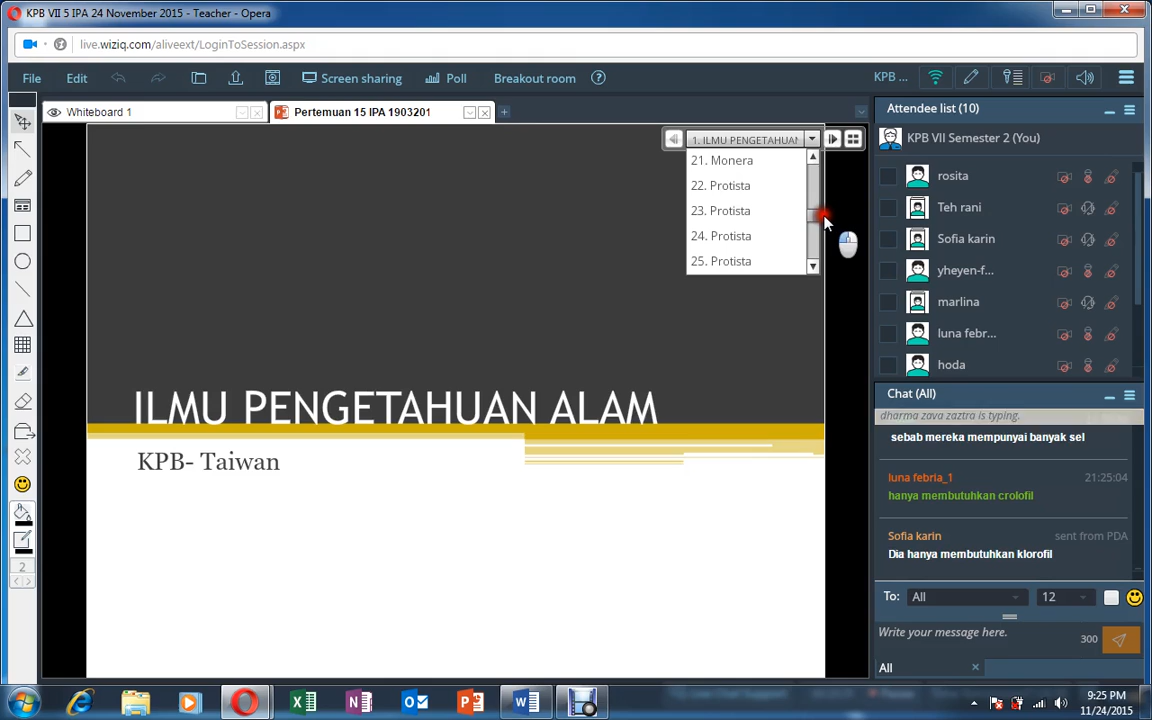 KPB VII 5 IPA 24 November 2015 - Teacher - Opera
live.wiziq.com/aliveext/LoginToSession.aspx
File
Edit
Screen sharing
Poll
Breakout room
KPB ...
Whiteboard 1
Pertemuan 15 IPA 1903201
1. ILMU PENGETAHUAN
21. Monera
22. Protista
23. Protista
24. Protista
25. Protista
ILMU PENGETAHUAN ALAM
KPB- Taiwan
2
Attendee list (10)
KPB VII Semester 2 (You)
rosita
Teh rani
Sofia karin
yheyen-f...
marlina
luna febr...
hoda
Chat (All)
dharma zava zaztra is typing.
sebab mereka mempunyai banyak sel
luna febria_1 21:25:04
hanya membutuhkan crolofil
Sofia karin sent from PDA
Dia hanya membutuhkan klorofil
To: All 12
Write your message here. 300
All
9:25 PM
11/24/2015